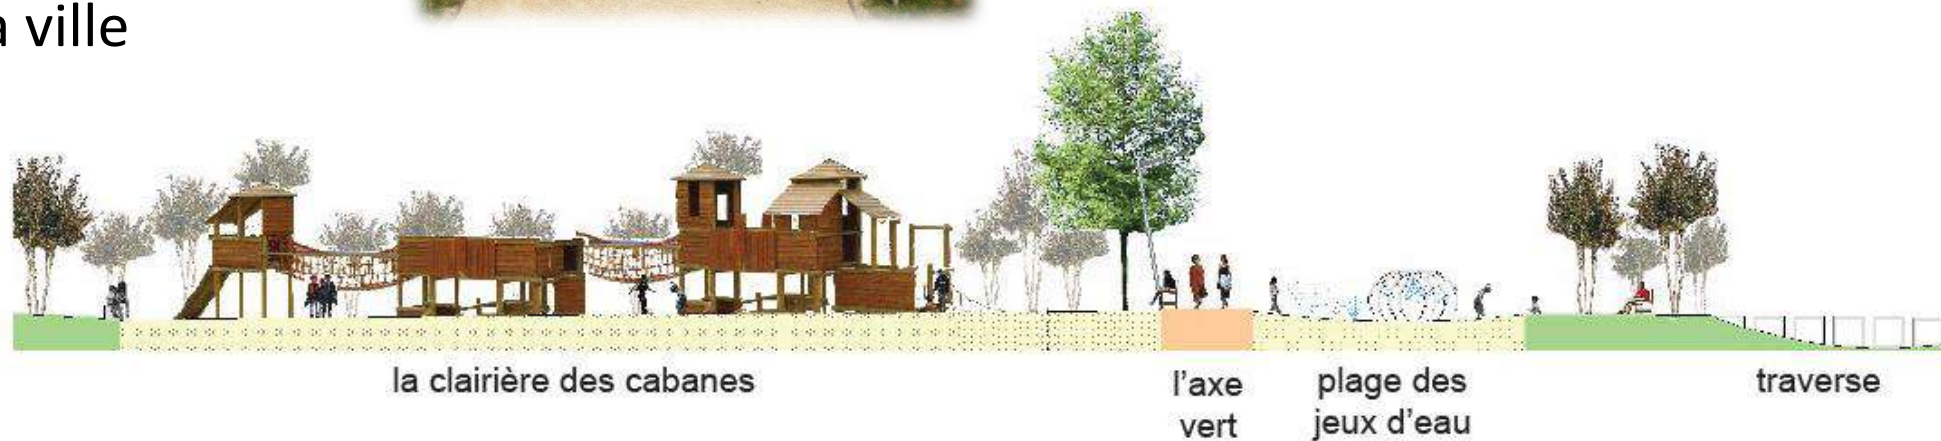 ville
la clairière des cabanes
l'axe
vert
plage des
jeux d'eau
traverse